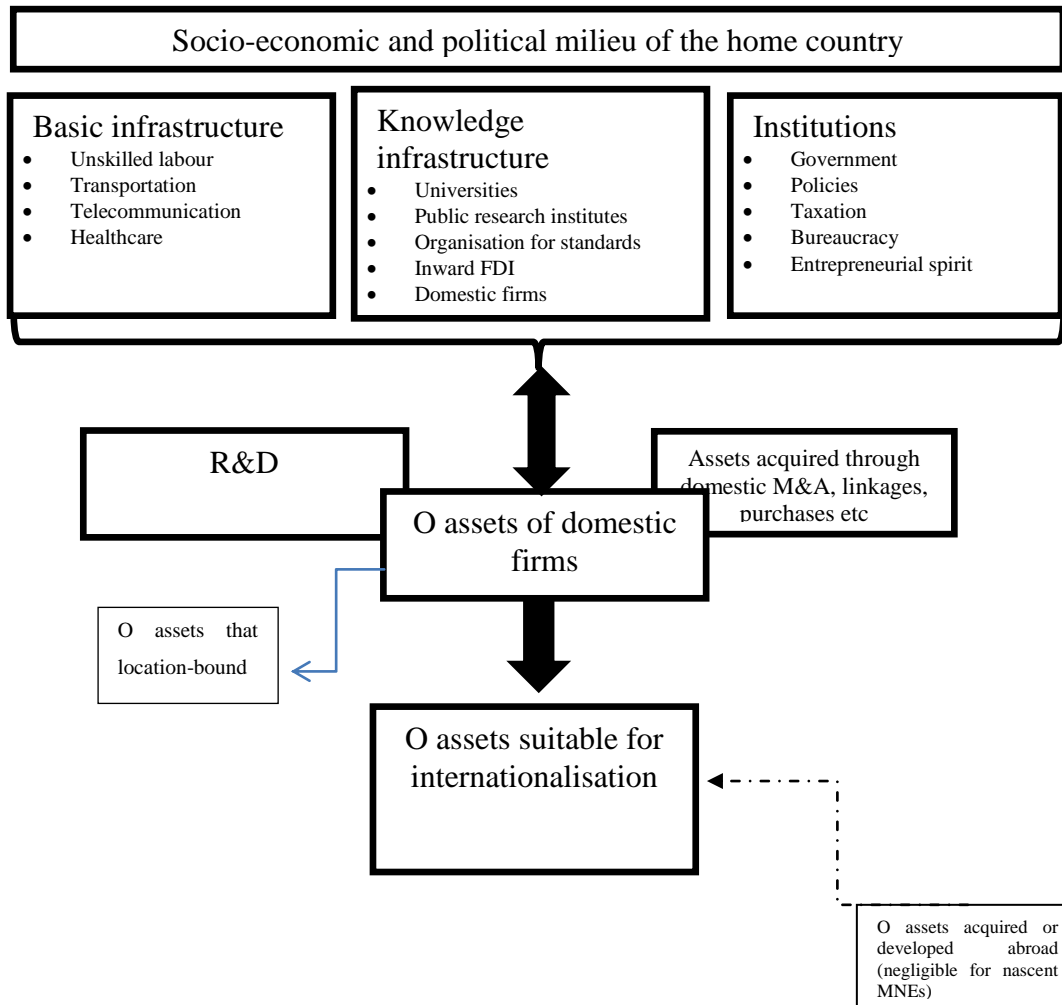 Socio-economic and political milieu of the home country
Basic infrastructure
• Unskilled labour
• Transportation
• Telecommunication
• Healthcare
Knowledge
infrastructure
• Universities
• Public research institutes
• Organisation for standards
• Inward FDI
• Domestic firms
Institutions
• Government
• Policies
• Taxation
• Bureaucracy
• Entrepreneurial spirit
R&D
Assets acquired through
domestic M&A, linkages,
purchases etc
O assets of domestic
firms
O assets that
location-bound
O assets suitable for
internationalisation
O assets acquired or
developed abroad
(negligible for nascent
MNEs)